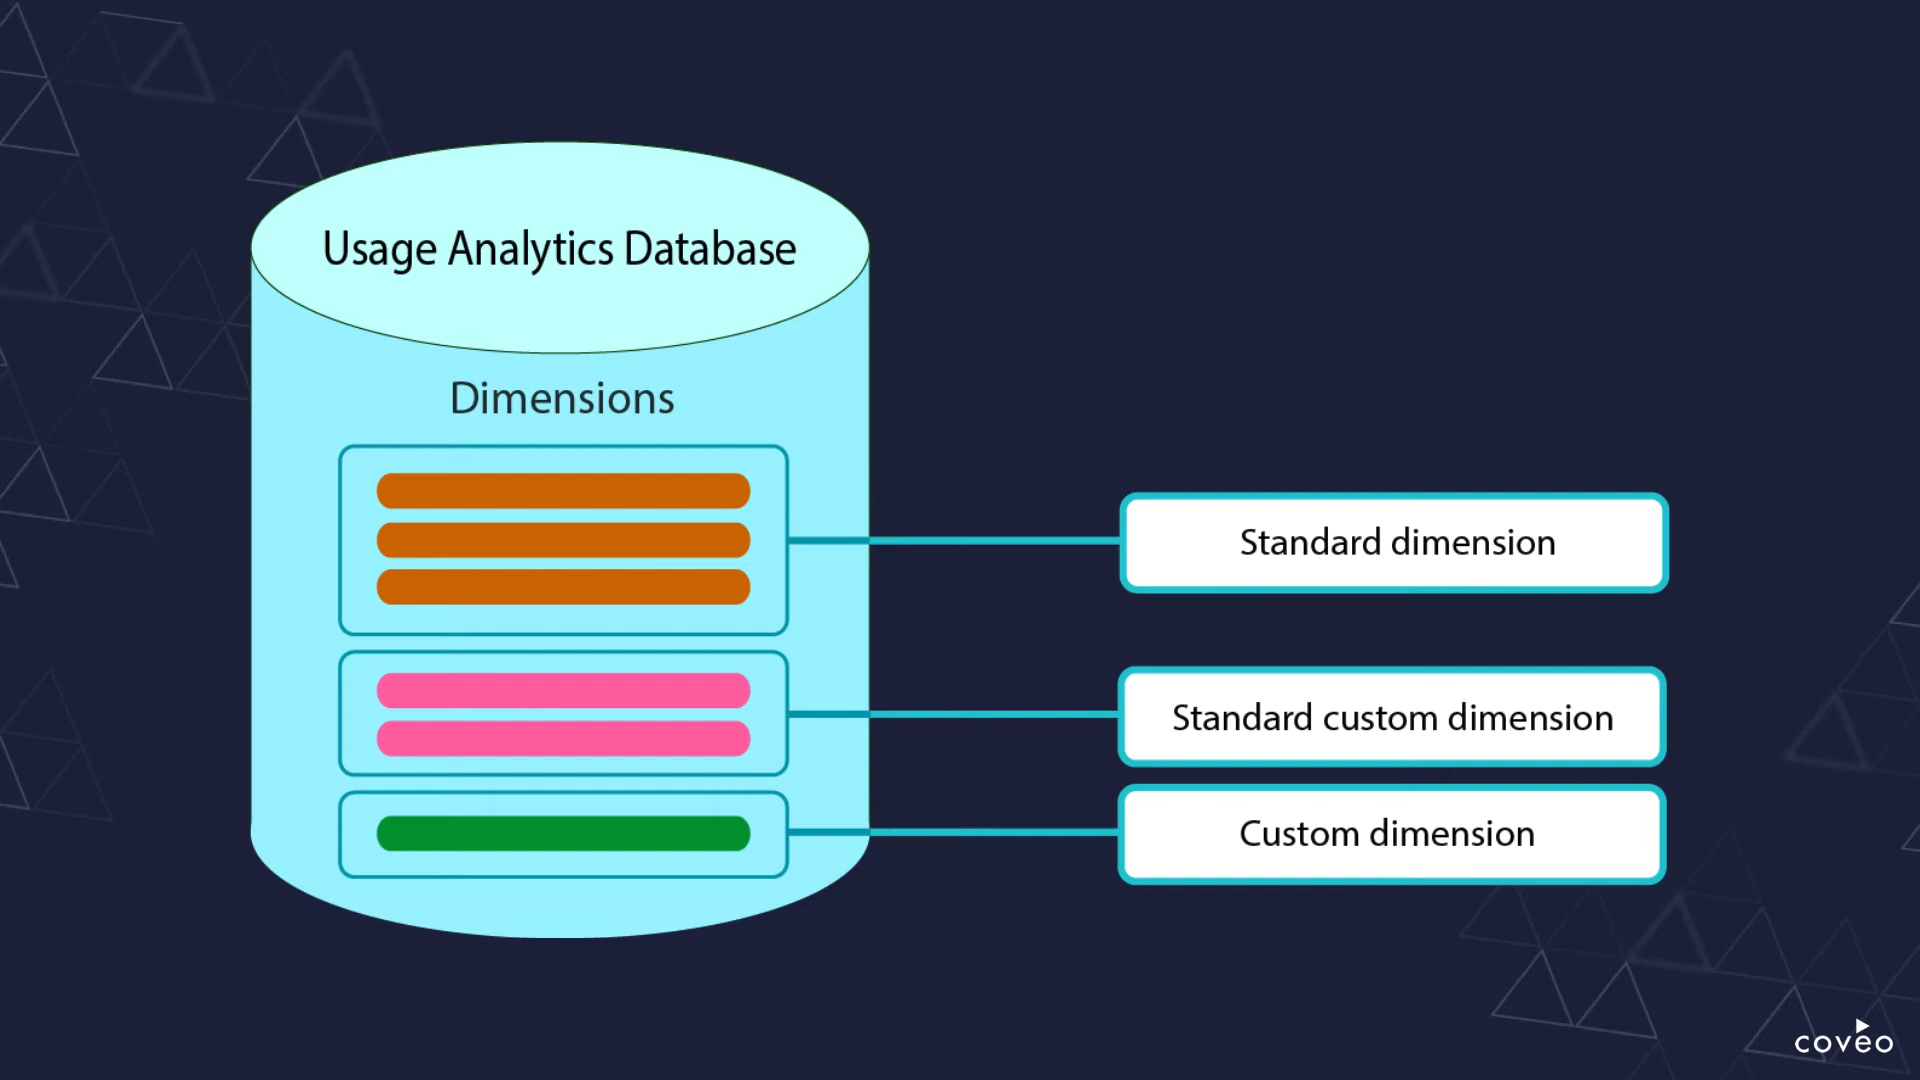 Usage Analytics Database
Dimensions
Standard dimension
Standard custom dimension
Custom dimension
coveo